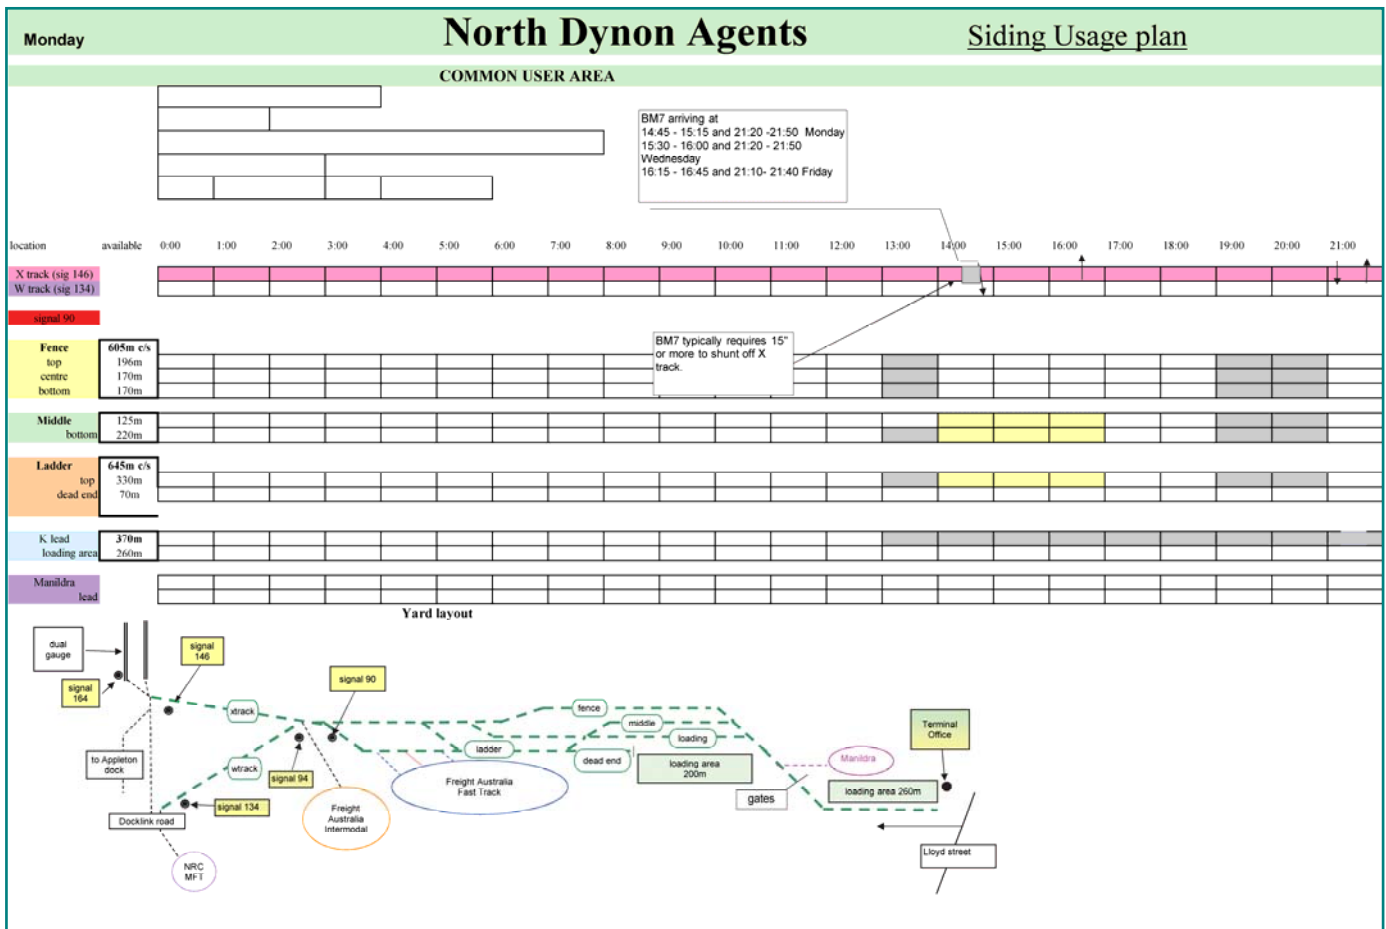 Monday
North Dynon Agents
Siding Usage plan
COMMON USER AREA
BM7 arriving at
14:45 - 15:15 and 21:20 -21:50 Monday
15:30 - 16:00 and 21:20 - 21:50
Wednesday
16:15 - 16:45 and 21:10- 21:40 Friday
location available 0:00 1:00 2:00 3:00 4:00 5:00 6:00 7:00 8:00 9:00 10:00 11:00 12:00 13:00 14:00 15:00 16:00 17:00 18:00 19:00 20:00 21:00
X track (sig 146)
W track (sig 134)
signal 90
BM7 typically requires 15"
or more to shunt off X
track.
Fence 605m c/s
top 196m
centre 170m
bottom 170m
Middle 125m
bottom 220m
Ladder 645m c/s
top 330m
dead end 70m
K lead 370m
loading area 260m
Manildra
lead
Yard layout
dual
gauge
signal
146
signal
164
signal 90
xtrack
fence
middle
loading
ladder
dead end
Terminal
Office
to Appleton
dock
wtrack
signal 94
loading area
200m
Manildra
Freight Australia
Fast Track
gates
loading area 260m
signal 134
Docklink road
Freight
Australia
Intermodal
Lloyd street
NRC
MFT